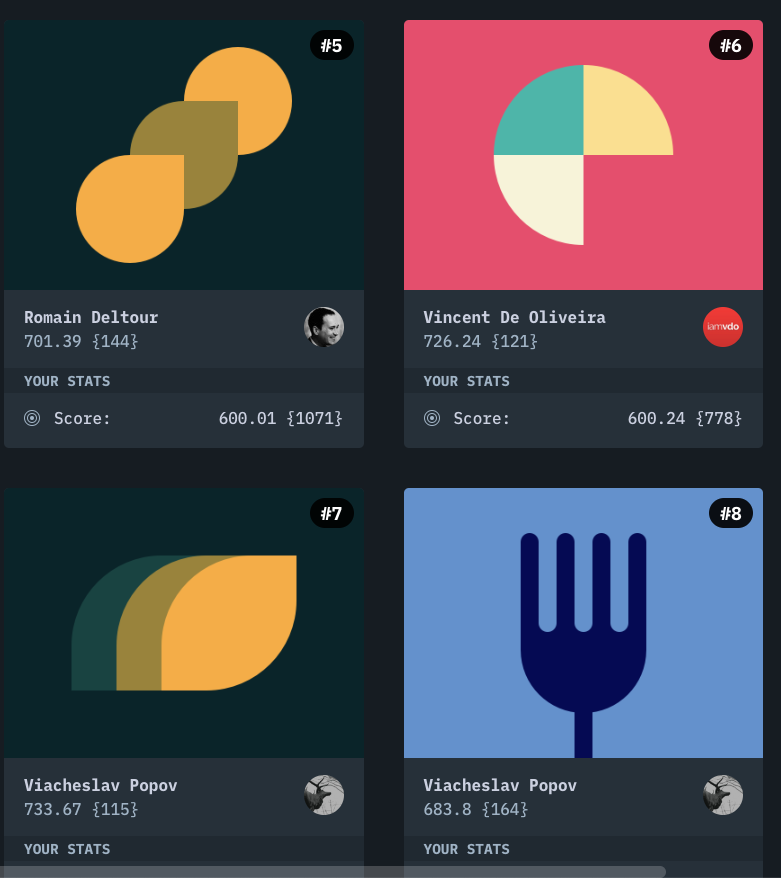 #5
Romain Deltour
701.39 {144}
YOUR STATS
Score: 600.01 {1071}
#6
Vincent De Oliveira
iamvdo
726.24 {121}
YOUR STATS
Score: 600.24 {778}
#7
Viacheslav Popov
733.67 {115}
YOUR STATS
#8
Viacheslav Popov
683.8 {164}
YOUR STATS